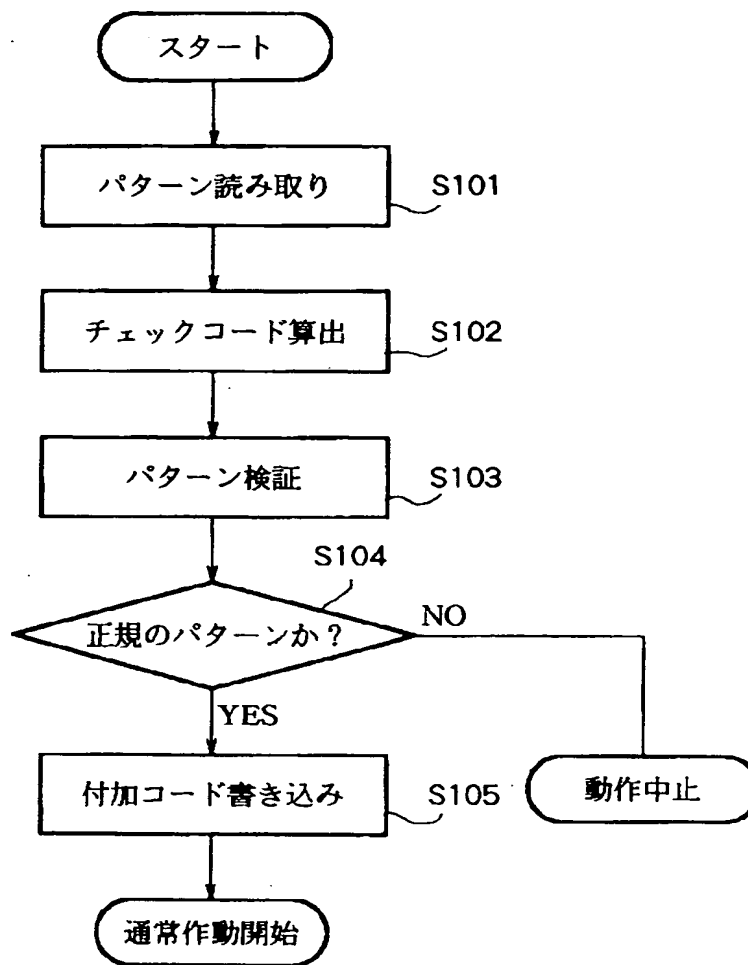 スタート
パターン読み取り
S101
チェックコード算出
S102
パターン検証
S103
S104
正規のパターンか?
NO
YES
付加コード書き込み
S105
動作中止
通常作動開始